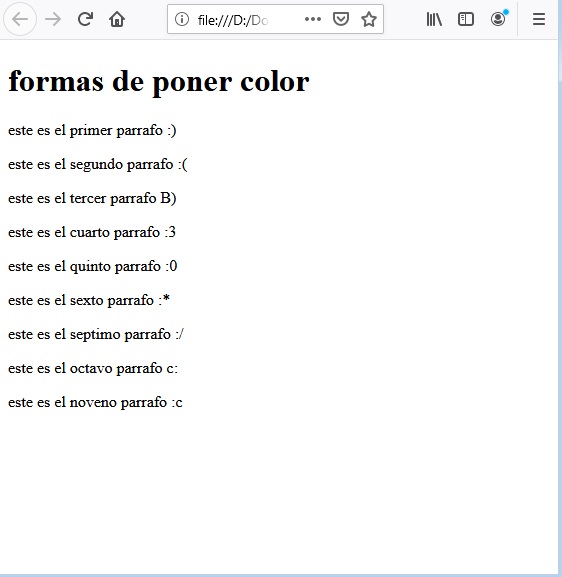 file:///D:/Do
formas de poner color
este es el primer parrafo :)
este es el segundo parrafo :(
este es el tercer parrafo B)
este es el cuarto parrafo :3
este es el quinto parrafo :0
este es el sexto parrafo :*
este es el septimo parrafo :/
este es el octavo parrafo c:
este es el noveno parrafo :c